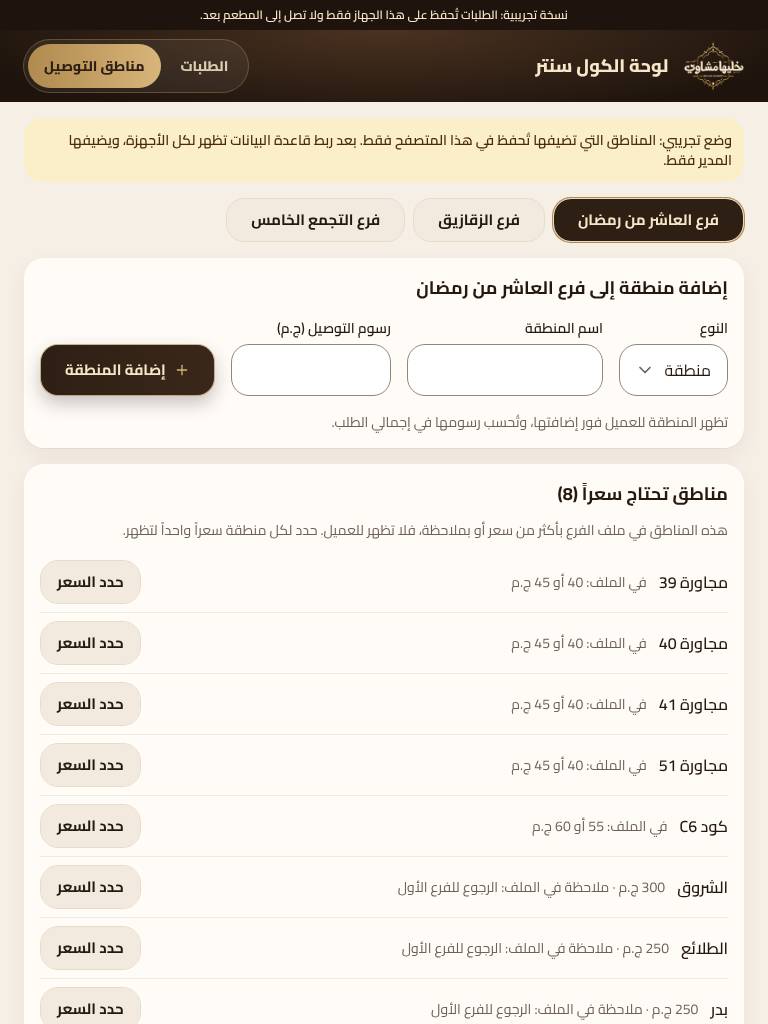 نسخة تجريبية: الطلبات تُحفظ على هذا الجهاز فقط ولا تصل إلى المطعم بعد.
خليها مشاوي
لوحة الكول سنتر
الطلبات
مناطق التوصيل
وضع تجريبي: المناطق التي تضيفها تُحفظ في هذا المتصفح فقط. بعد ربط قاعدة البيانات تظهر لكل الأجهزة، ويضيفها
المدير فقط.
فرع العاشر من رمضان
فرع الزقازيق
فرع التجمع الخامس
إضافة منطقة إلى فرع العاشر من رمضان
النوع
اسم المنطقة
رسوم التوصيل (ج.م)
منطقة
+ إضافة المنطقة
تظهر المنطقة للعميل فور إضافتها، وتُحسب رسومها في إجمالي الطلب.
مناطق تحتاج سعراً (8)
هذه المناطق في ملف الفرع بأكثر من سعر أو بملاحظة، فلا تظهر للعميل. حدد لكل منطقة سعراً واحداً لتظهر.
مجاورة 39 في الملف: 40 أو 45 ج.م حدد السعر
مجاورة 40 في الملف: 40 أو 45 ج.م حدد السعر
مجاورة 41 في الملف: 40 أو 45 ج.م حدد السعر
مجاورة 51 في الملف: 40 أو 45 ج.م حدد السعر
كود C6 في الملف: 55 أو 60 ج.م حدد السعر
الشروق 300 ج.م · ملاحظة في الملف: الرجوع للفرع الأول حدد السعر
الطلائع 250 ج.م · ملاحظة في الملف: الرجوع للفرع الأول حدد السعر
بدر 250 ج.م · ملاحظة في الملف: الرجوع للفرع الأول حدد السعر